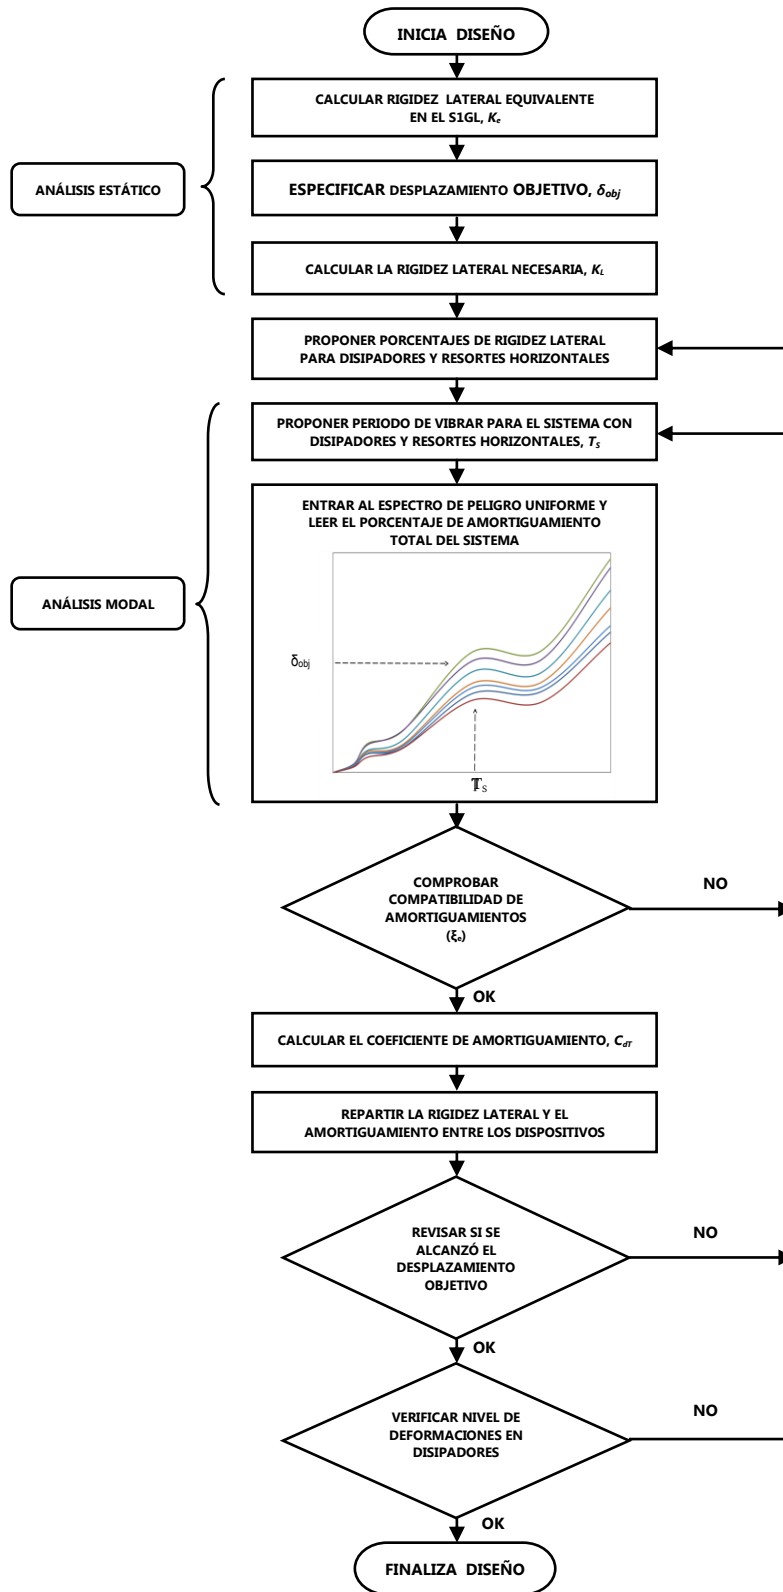 INICIA DISEÑO
CALCULAR RIGIDEZ LATERAL EQUIVALENTE
EN EL S1GL, Ke
ANÁLISIS ESTÁTICO
ESPECIFICAR DESPLAZAMIENTO OBJETIVO, δobj
CALCULAR LA RIGIDEZ LATERAL NECESARIA, KL
PROPONER PORCENTAJES DE RIGIDEZ LATERAL
PARA DISIPADORES Y RESORTES HORIZONTALES
PROPONER PERIODO DE VIBRAR PARA EL SISTEMA CON
DISIPADORES Y RESORTES HORIZONTALES, TS
ENTRAR AL ESPECTRO DE PELIGRO UNIFORME Y
LEER EL PORCENTAJE DE AMORTIGUAMIENTO
TOTAL DEL SISTEMA
ANÁLISIS MODAL
δobj
TS
COMPROBAR
COMPATIBILIDAD DE
AMORTIGUAMIENTOS
(ξe)
NO
OK
CALCULAR EL COEFICIENTE DE AMORTIGUAMIENTO, CdT
REPARTIR LA RIGIDEZ LATERAL Y EL
AMORTIGUAMIENTO ENTRE LOS DISPOSITIVOS
REVISAR SI SE
ALCANZÓ EL
DESPLAZAMIENTO
OBJETIVO
NO
OK
VERIFICAR NIVEL DE
DEFORMACIONES EN
DISIPADORES
NO
OK
FINALIZA DISEÑO